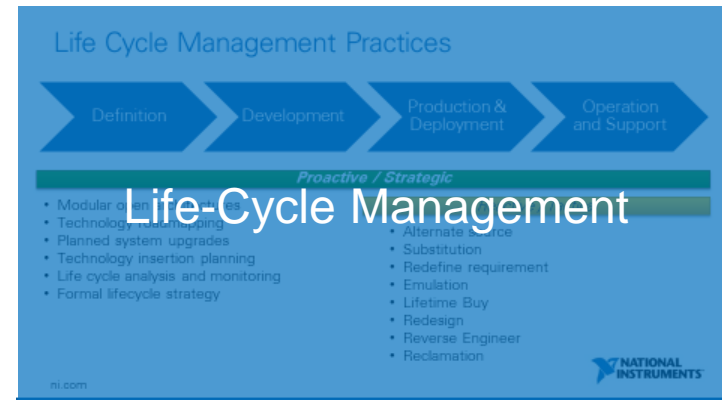 Life Cycle Management Practices
Definition
Development
Production &
Deployment
Operation
and Support
Proactive / Strategic
Life-Cycle Management
• Modular open
• Technology roadmapping
• Planned system upgrades
• Technology insertion planning
• Life cycle analysis and monitoring
• Formal lifecycle strategy
• Alternate source
• Substitution
• Redefine requirement
• Emulation
• Lifetime Buy
• Redesign
• Reverse Engineer
• Reclamation
ni.com
NATIONAL
INSTRUMENTS